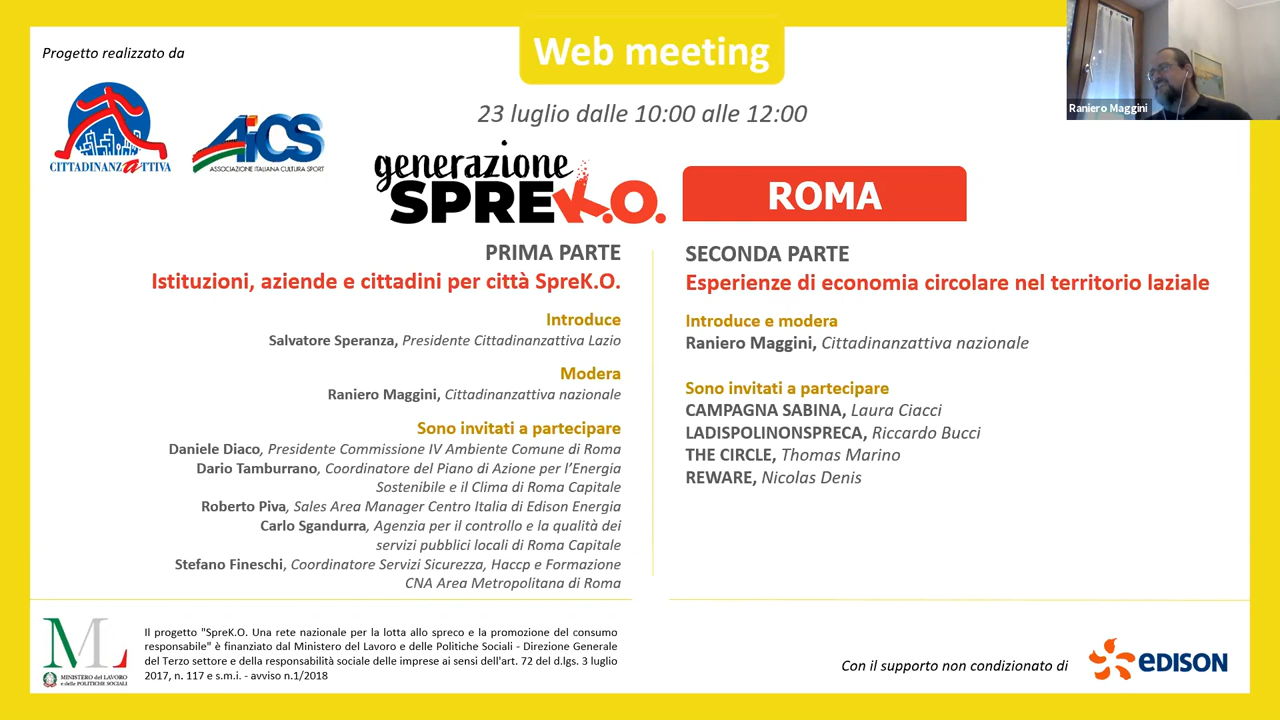 Progetto realizzato da
CITTADINANZATTIVA
AiCS
ASSOCIAZIONE ITALIANA CULTURA SPORT
Web meeting
23 luglio dalle 10:00 alle 12:00
generazione
SPREK.O.
ROMA
Raniero Maggini
PRIMA PARTE
Istituzioni, aziende e cittadini per città SpreK.O.
Introduce
Salvatore Speranza, Presidente Cittadinanzattiva Lazio
Modera
Raniero Maggini, Cittadinanzattiva nazionale
Sono invitati a partecipare
Daniele Diaco, Presidente Commissione IV Ambiente Comune di Roma
Dario Tamburrano, Coordinatore del Piano di Azione per l’Energia
Sostenibile e il Clima di Roma Capitale
Roberto Piva, Sales Area Manager Centro Italia di Edison Energia
Carlo Sgandurra, Agenzia per il controllo e la qualità dei
servizi pubblici locali di Roma Capitale
Stefano Fineschi, Coordinatore Servizi Sicurezza, Haccp e Formazione
CNA Area Metropolitana di Roma
SECONDA PARTE
Esperienze di economia circolare nel territorio laziale
Introduce e modera
Raniero Maggini, Cittadinanzattiva nazionale
Sono invitati a partecipare
CAMPAGNA SABINA, Laura Ciacci
LADISPOLINONSPRECA, Riccardo Bucci
THE CIRCLE, Thomas Marino
REWARE, Nicolas Denis
ML
MINISTERO del LAVORO
e delle POLITICHE SOCIALI
Il progetto "SpreK.O. Una rete nazionale per la lotta allo spreco e la promozione del consumo
responsabile" è finanziato dal Ministero del Lavoro e delle Politiche Sociali - Direzione Generale
del Terzo settore e della responsabilità sociale delle imprese ai sensi dell'art. 72 del d.lgs. 3 luglio
2017, n. 117 e s.m.i. - avviso n.1/2018
Con il supporto non condizionato di
EDISON